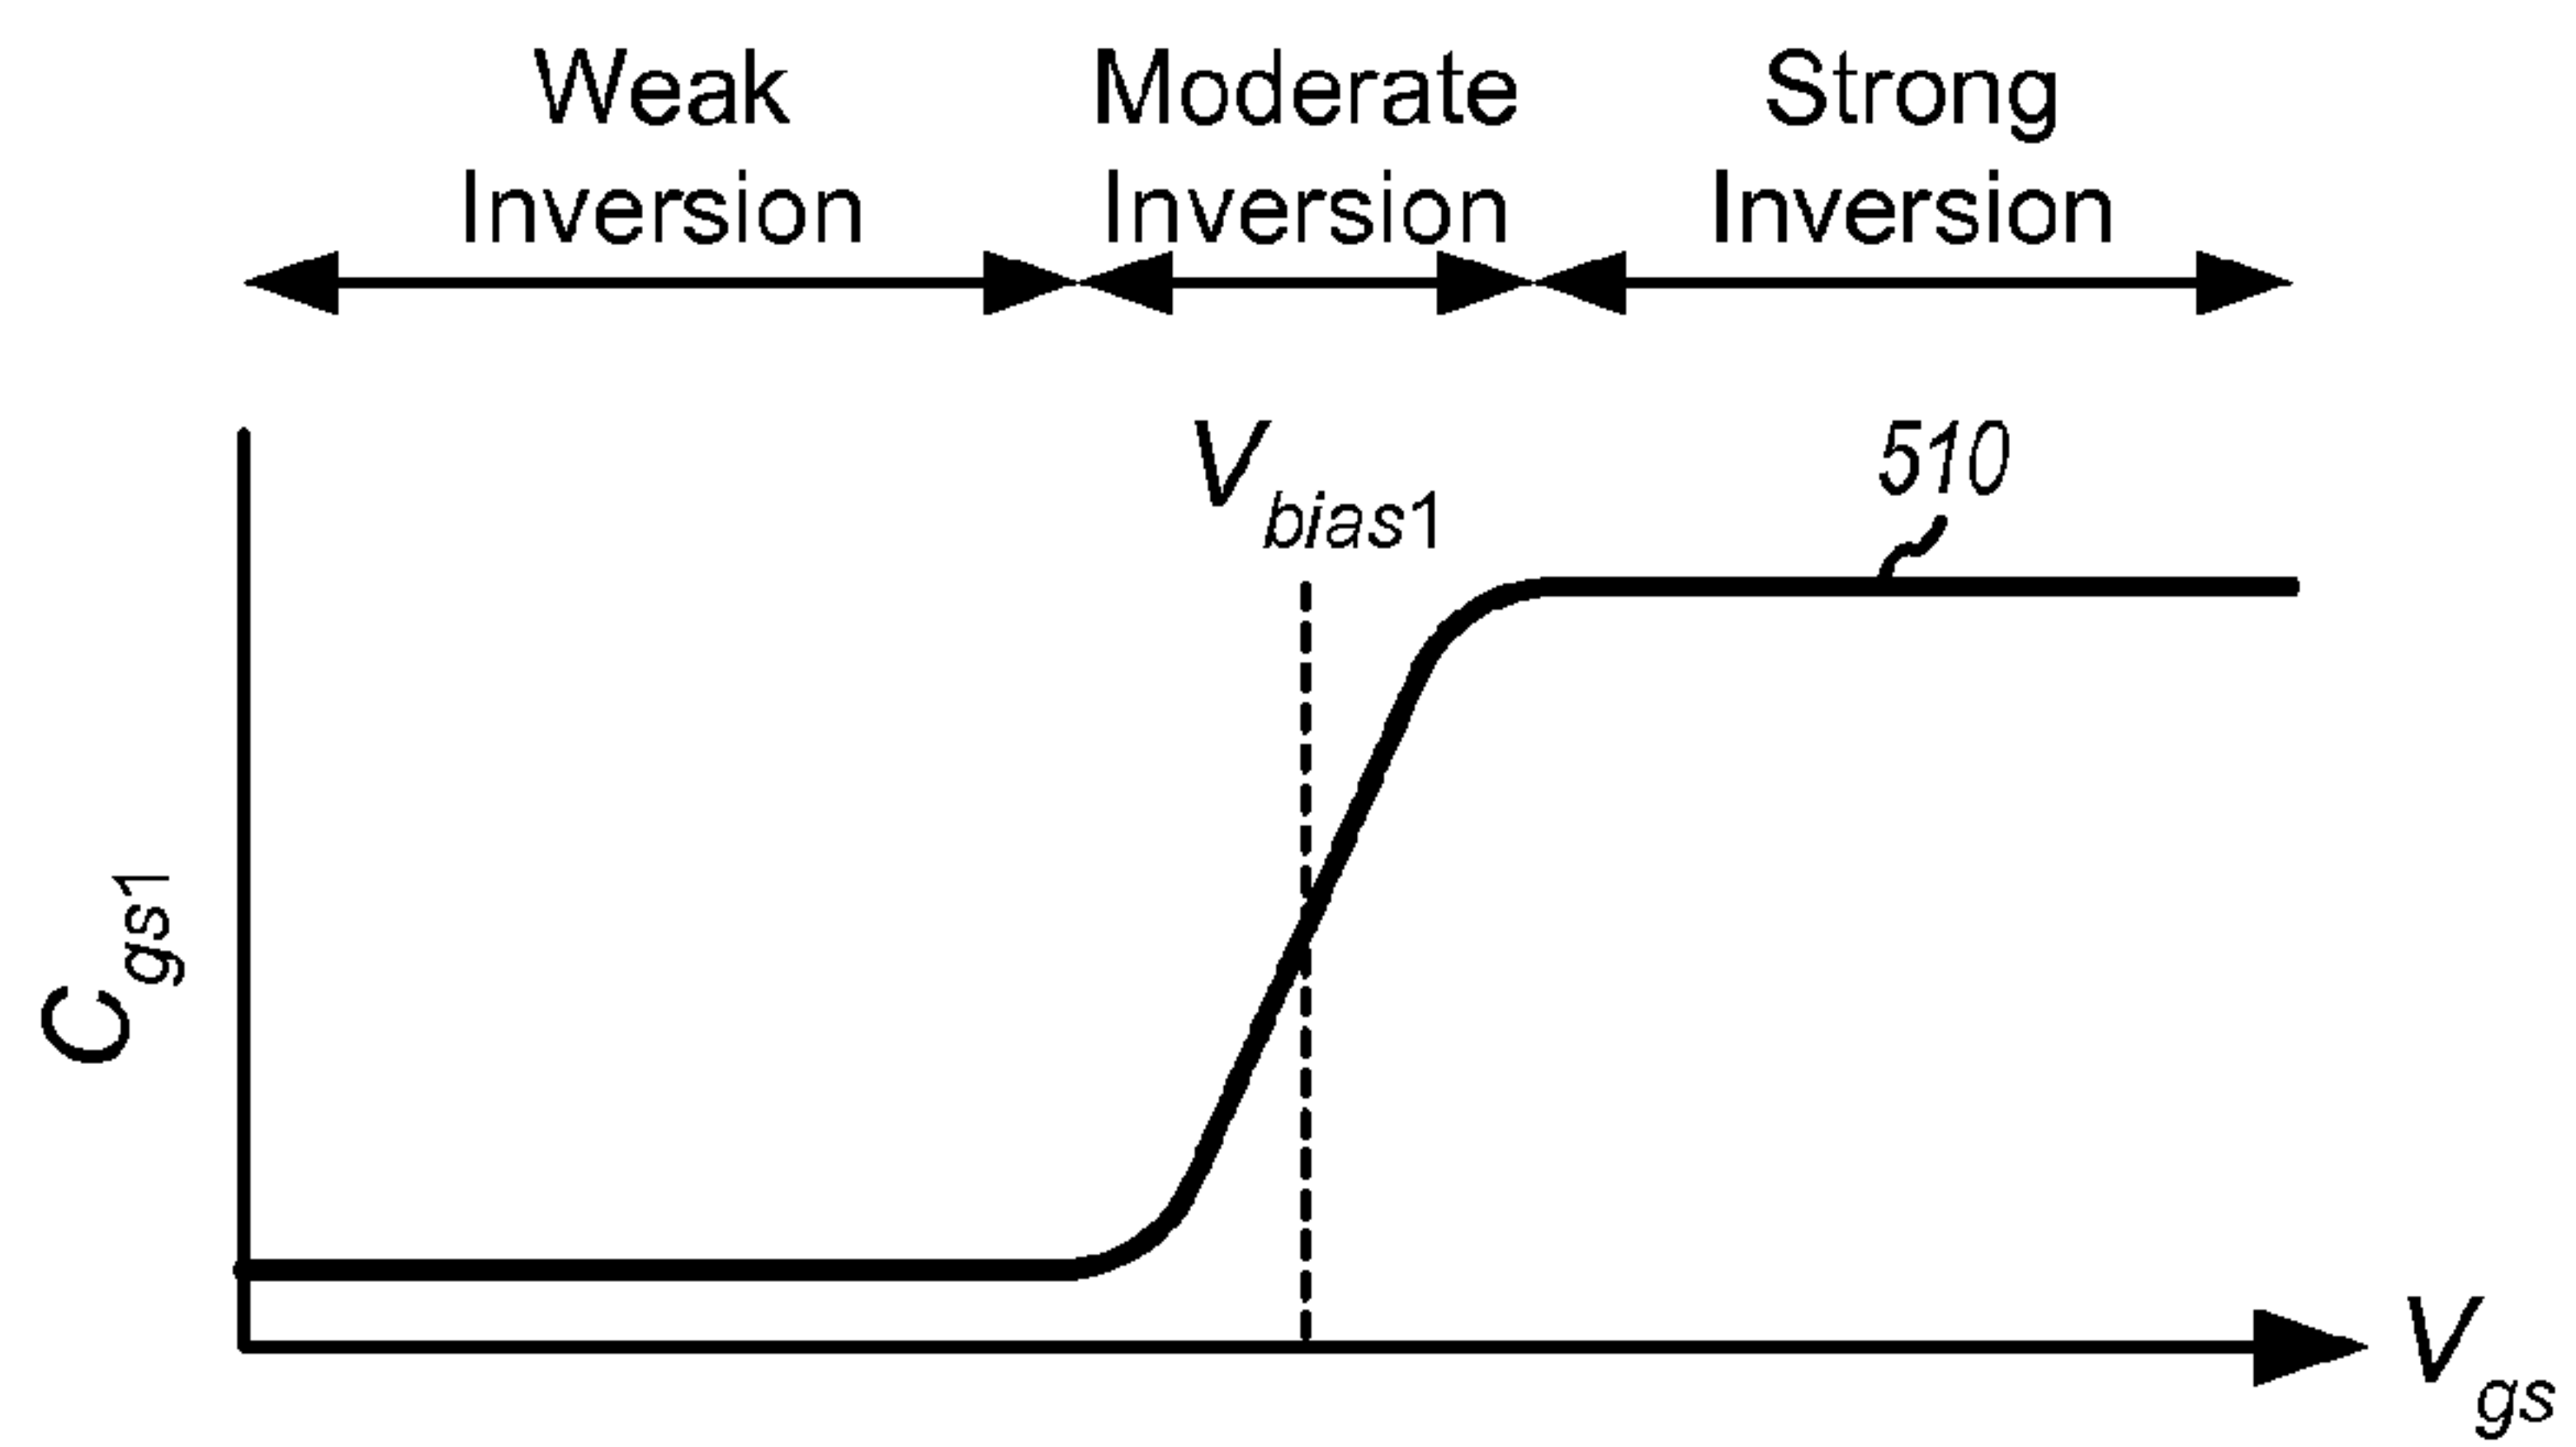 Weak Inversion
Moderate Inversion
Strong Inversion
Vbias1
510
Cgs1
Vgs